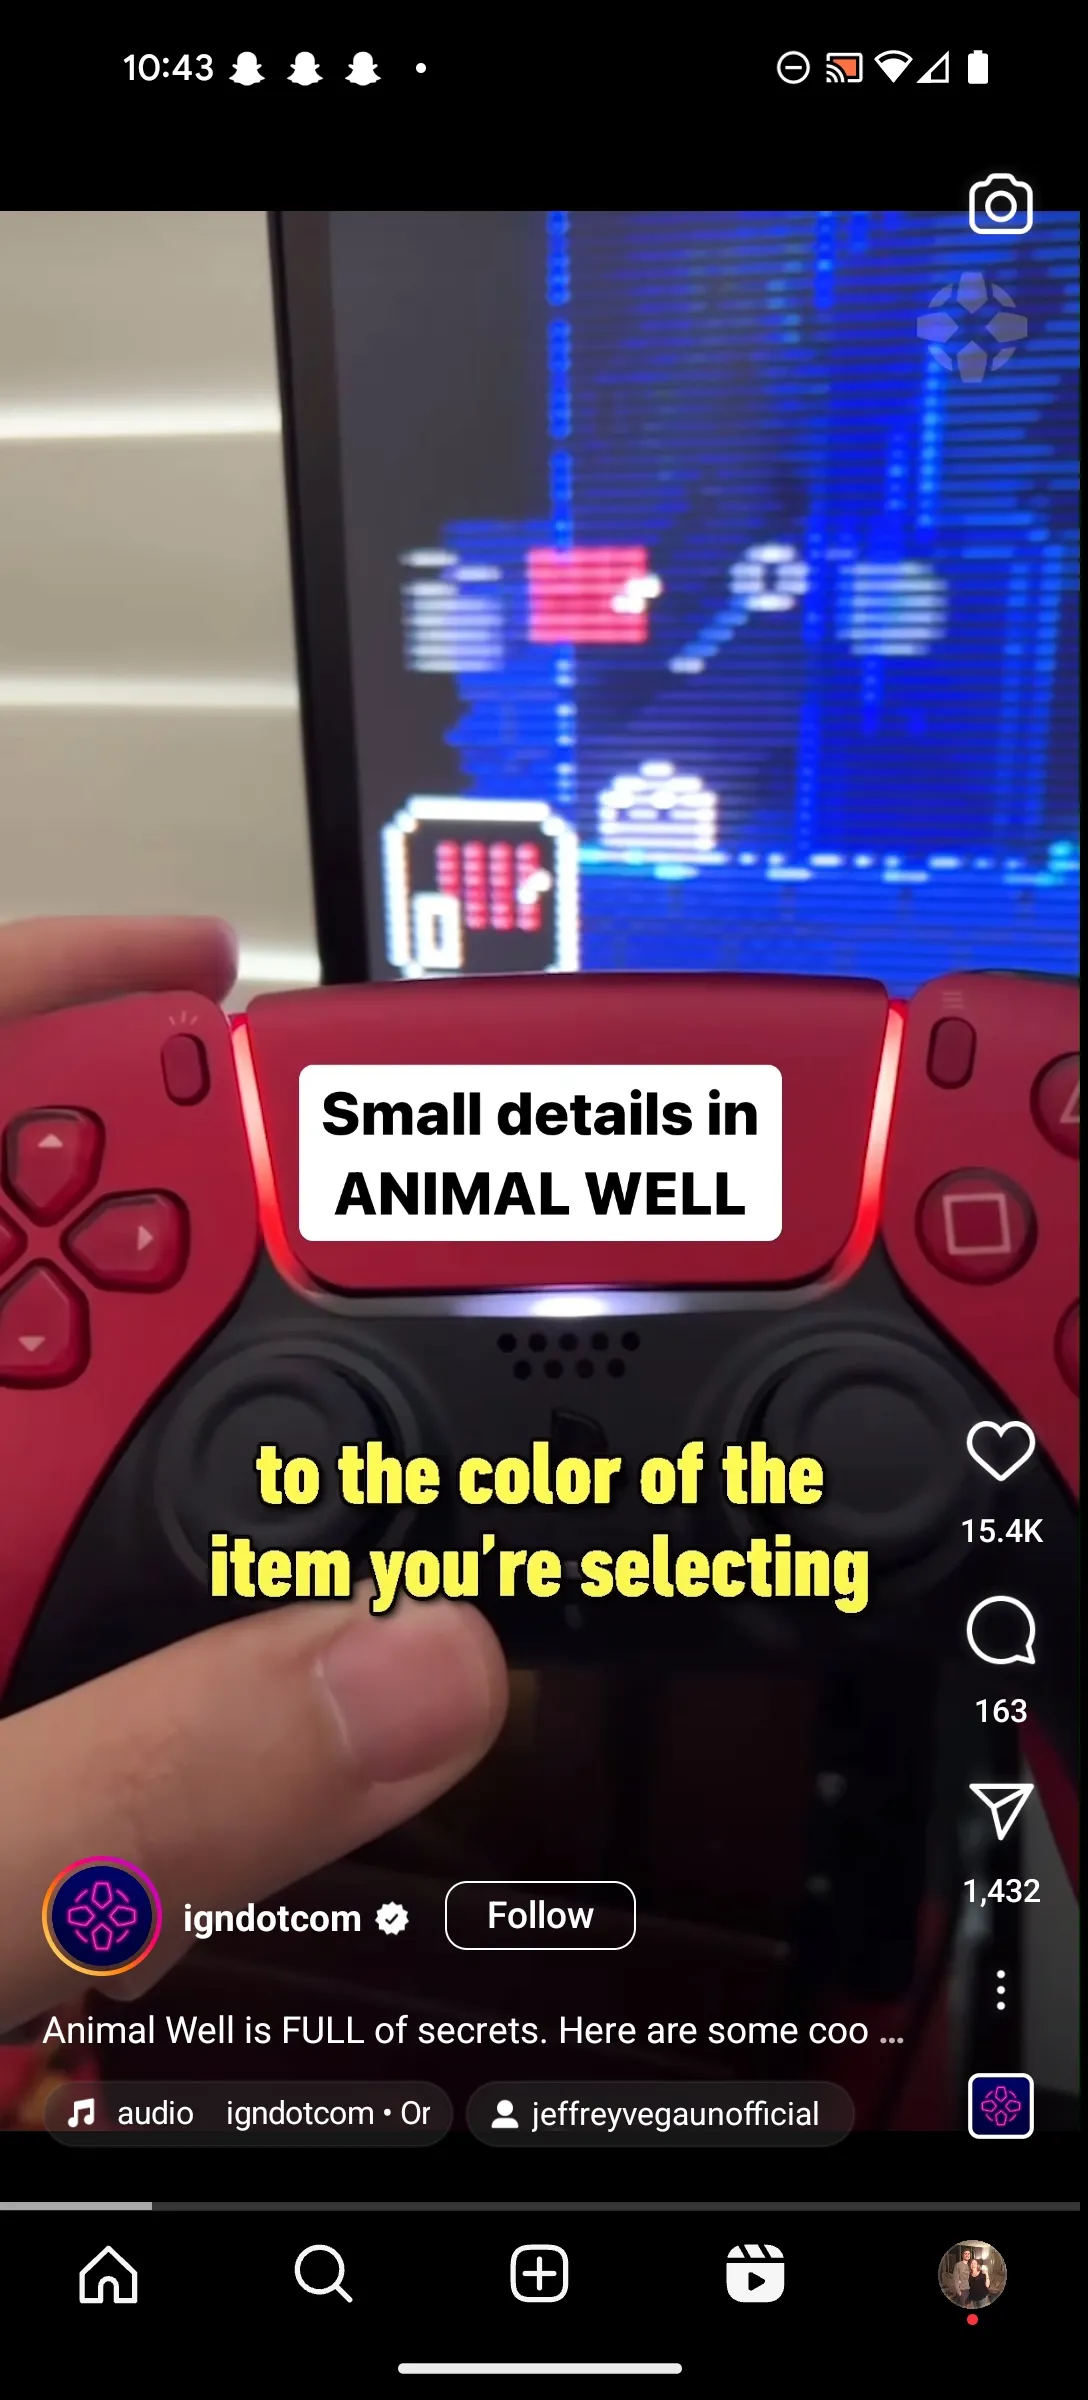 10:43
Small details in
ANIMAL WELL
to the color of the
item you're selecting
15.4K
163
1,432
igndotcom
Follow
Animal Well is FULL of secrets. Here are some coo ...
audio igndotcom • Or
jeffreyvegaunofficial